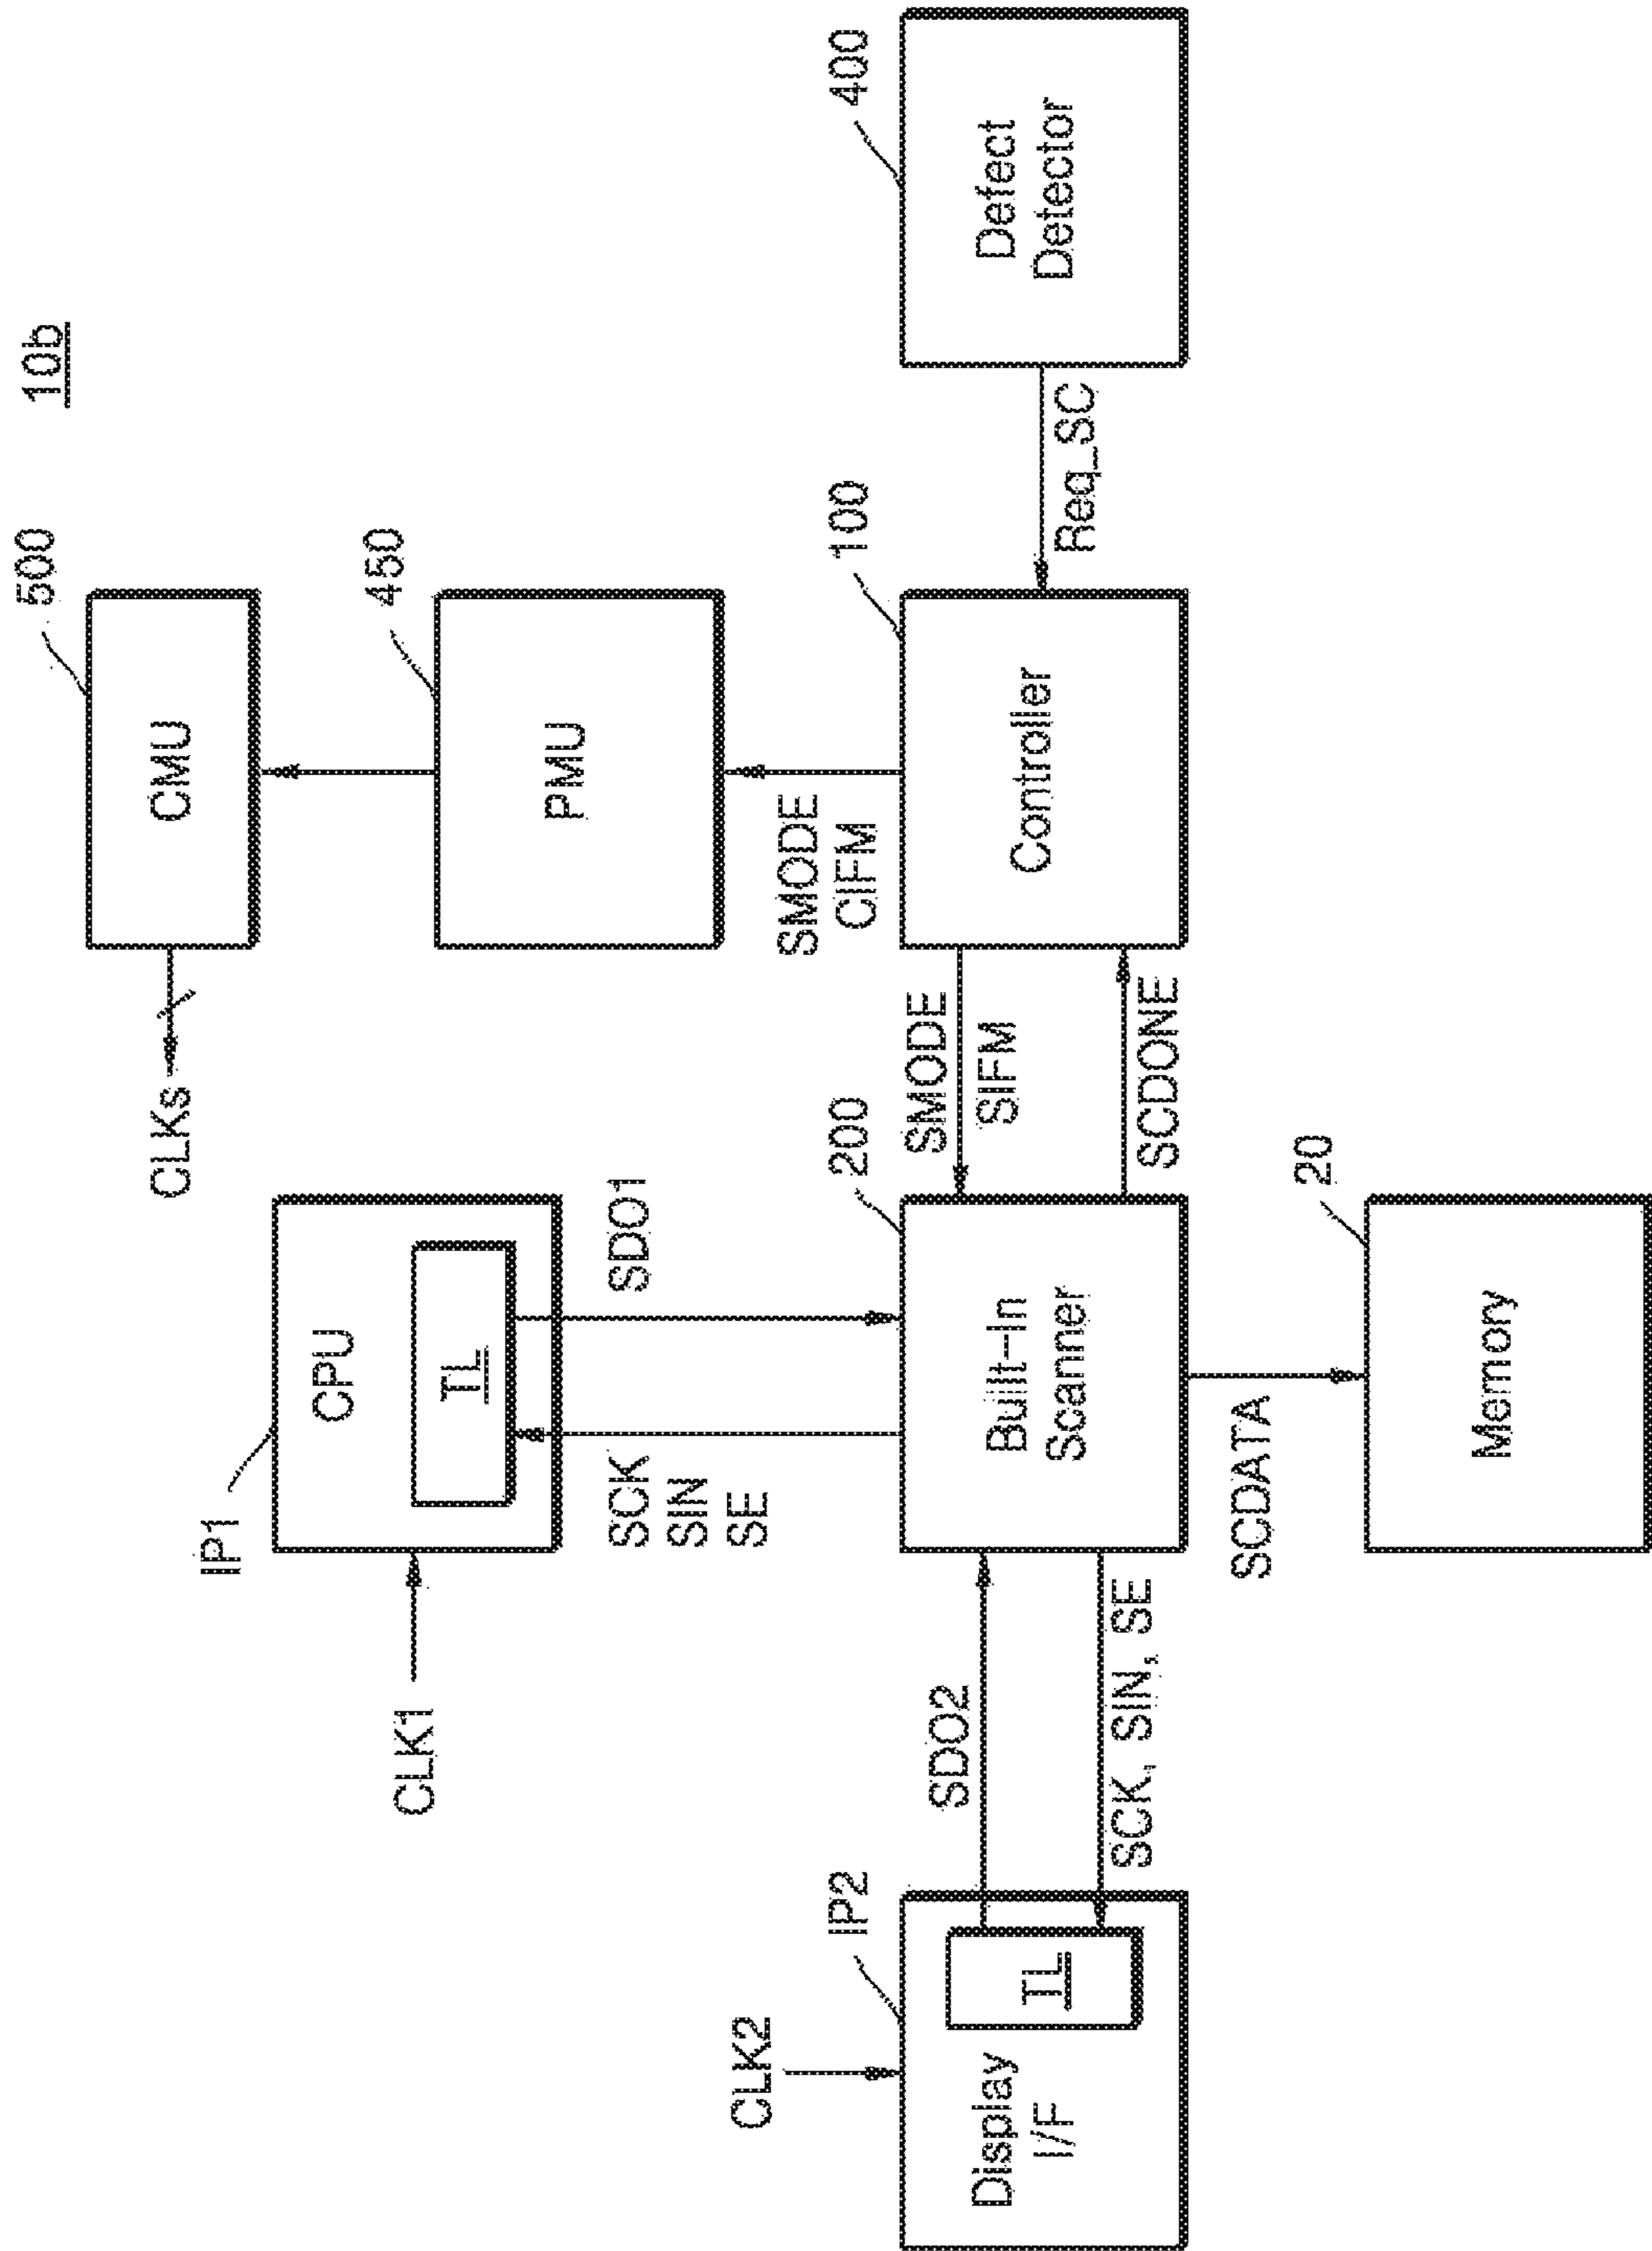 10b
500
CMU
CLKs
450
PMU
SMODE
CIFM
IP1
CPU
TL
CLK1
SDO1
SCK
SIN
SE
CLK2
IP2
Display
I/F
TL
SDO2
SCK, SIN, SE
200
Built-In
Scanner
SMODE
SIFM
SCDONE
100
Controller
Req_SC
400
Defect
Detector
SCDATA
20
Memory